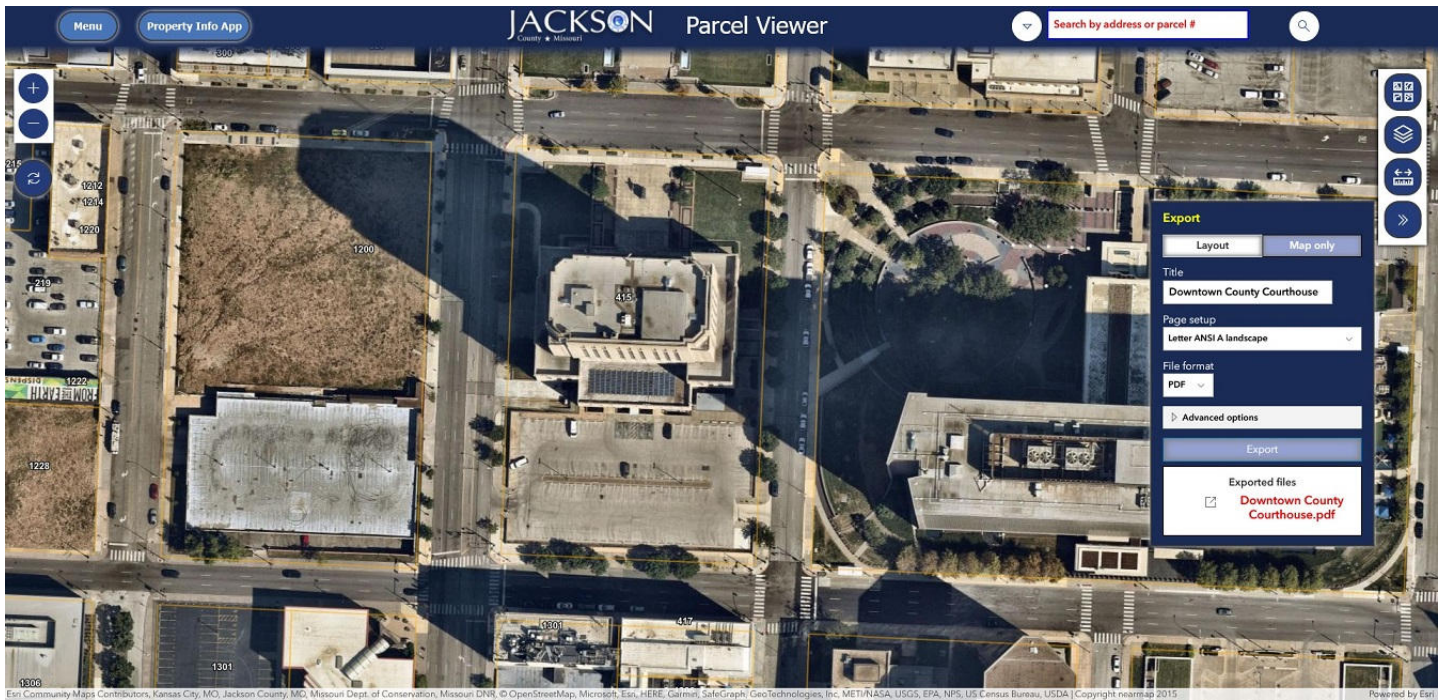 Menu
Property Info App
JACKSON
County ★ Missouri
Parcel Viewer
Search by address or parcel #
300
215
1212
1214
1220
1200
219
415
1222
FROM THE EARTH
DISPENS
1228
1301
417
1301
1306
Export
Layout
Map only
Title
Downtown County Courthouse
Page setup
Letter ANSI A landscape
File format
PDF
Advanced options
Export
Exported files
Downtown County
Courthouse.pdf
Esri Community Maps Contributors, Kansas City, MO, Jackson County, MO, Missouri Dept. of Conservation, Missouri DNR, © OpenStreetMap, Microsoft, Esri, HERE, Garmin, SafeGraph, GeoTechnologies, Inc, METI/NASA, USGS, EPA, NPS, US Census Bureau, USDA | Copyright nearmap 2015
Powered by Esri